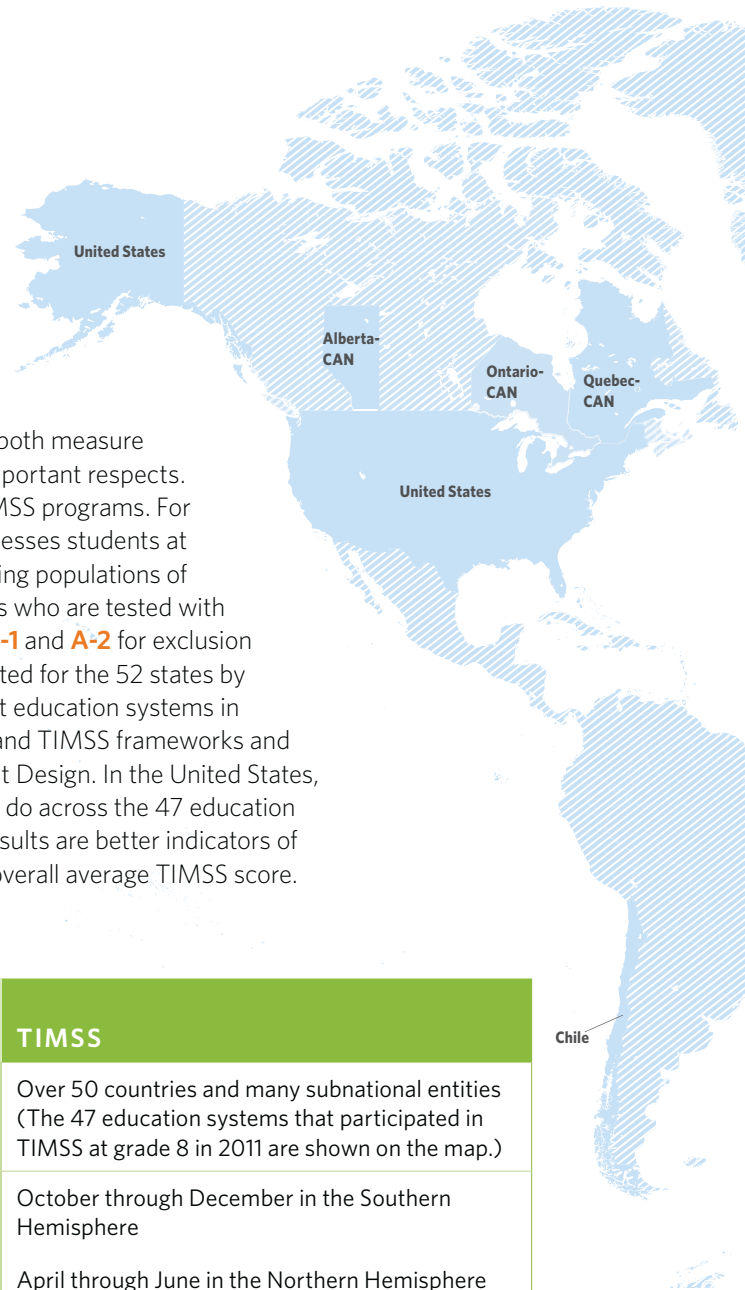 United States
Alberta-
CAN
Ontario-
CAN
Quebec-
CAN
United States
both measure
portant respects.
MSS programs. For
esses students at
ing populations of
s who are tested with
-1 and A-2 for exclusion
ted for the 52 states by
t education systems in
and TIMSS frameworks and
t Design. In the United States,
do across the 47 education
sults are better indicators of
overall average TIMSS score.
Chile
TIMSS
Over 50 countries and many subnational entities
(The 47 education systems that participated in
TIMSS at grade 8 in 2011 are shown on the map.)
October through December in the Southern
Hemisphere
April through June in the Northern Hemisphere